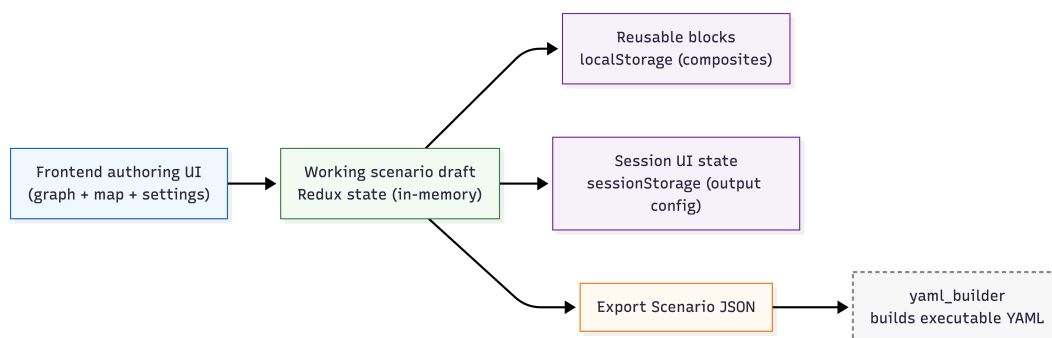 Frontend authoring UI
(graph + map + settings)
Working scenario draft
Redux state (in-memory)
Reusable blocks
localStorage (composites)
Session UI state
sessionStorage (output
config)
Export Scenario JSON
yaml_builder
builds executable YAML